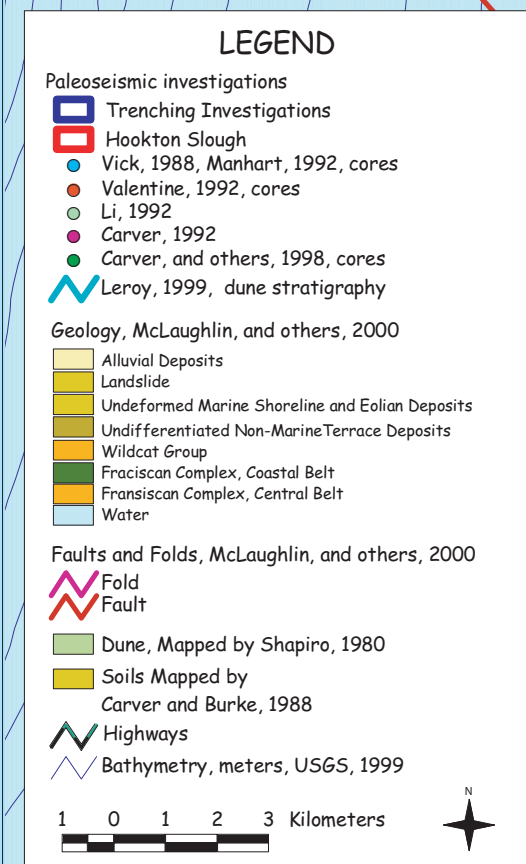 LEGEND
Paleoseismic investigations
Trenching Investigations
Hookton Slough
Vick, 1988, Manhart, 1992, cores
Valentine, 1992, cores
Li, 1992
Carver, 1992
Carver, and others, 1998, cores
Leroy, 1999, dune stratigraphy
Geology, McLaughlin, and others, 2000
Alluvial Deposits
Landslide
Undeformed Marine Shoreline and Eolian Deposits
Undifferentiated Non-MarineTerrace Deposits
Wildcat Group
Fraciscan Complex, Coastal Belt
Fransiscan Complex, Central Belt
Water
Faults and Folds, McLaughlin, and others, 2000
Fold
Fault
Dune, Mapped by Shapiro, 1980
Soils Mapped by
Carver and Burke, 1988
Highways
Bathymetry, meters, USGS, 1999
N
1 0 1 2 3 Kilometers